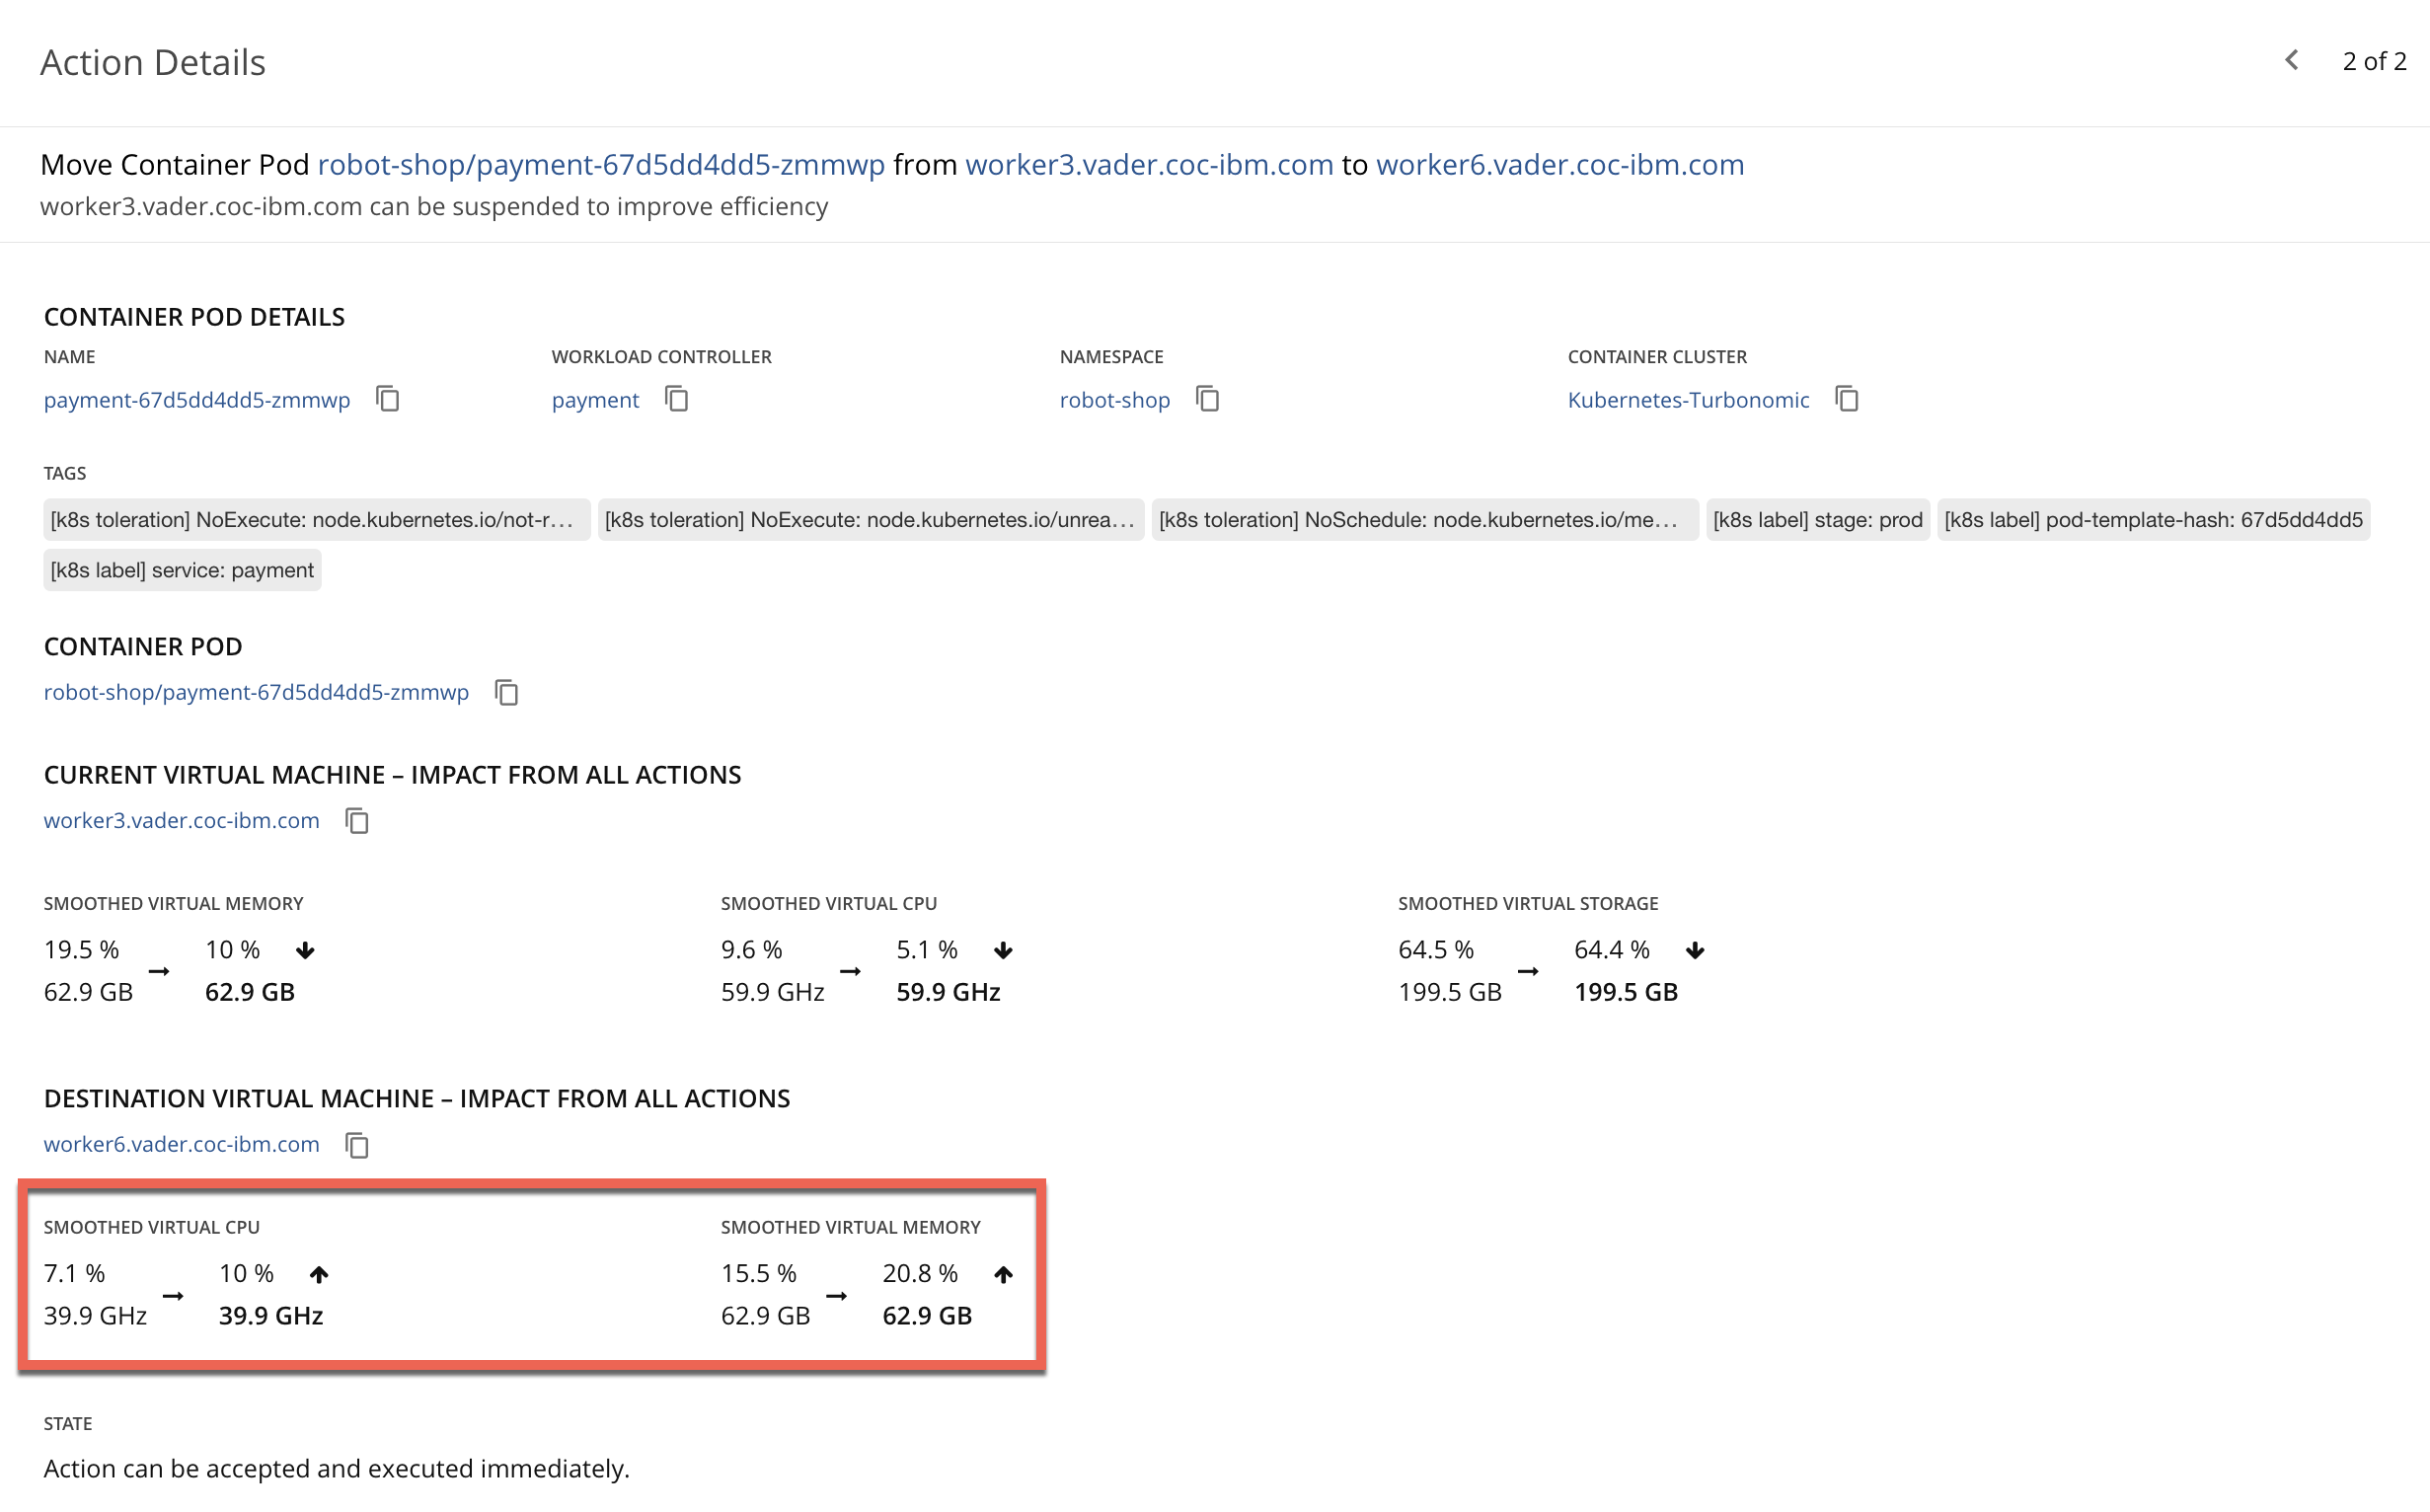 Action Details
2 of 2
Move Container Pod robot-shop/payment-67d5dd4dd5-zmmwp from worker3.vader.coc-ibm.com to worker6.vader.coc-ibm.com
worker3.vader.coc-ibm.com can be suspended to improve efficiency
CONTAINER POD DETAILS
NAME WORKLOAD CONTROLLER NAMESPACE CONTAINER CLUSTER
payment-67d5dd4dd5-zmmwp payment robot-shop Kubernetes-Turbonomic
TAGS
[k8s toleration] NoExecute: node.kubernetes.io/not-r... [k8s toleration] NoExecute: node.kubernetes.io/unrea... [k8s toleration] NoSchedule: node.kubernetes.io/me... [k8s label] stage: prod [k8s label] pod-template-hash: 67d5dd4dd5
[k8s label] service: payment
CONTAINER POD
robot-shop/payment-67d5dd4dd5-zmmwp
CURRENT VIRTUAL MACHINE – IMPACT FROM ALL ACTIONS
worker3.vader.coc-ibm.com
SMOOTHED VIRTUAL MEMORY SMOOTHED VIRTUAL CPU SMOOTHED VIRTUAL STORAGE
19.5 % → 10 % ↓ 9.6 % → 5.1 % ↓ 64.5 % → 64.4 % ↓
62.9 GB 62.9 GB 59.9 GHz 59.9 GHz 199.5 GB 199.5 GB
DESTINATION VIRTUAL MACHINE – IMPACT FROM ALL ACTIONS
worker6.vader.coc-ibm.com
SMOOTHED VIRTUAL CPU SMOOTHED VIRTUAL MEMORY
7.1 % → 10 % ↑ 15.5 % → 20.8 % ↑
39.9 GHz 39.9 GHz 62.9 GB 62.9 GB
STATE
Action can be accepted and executed immediately.